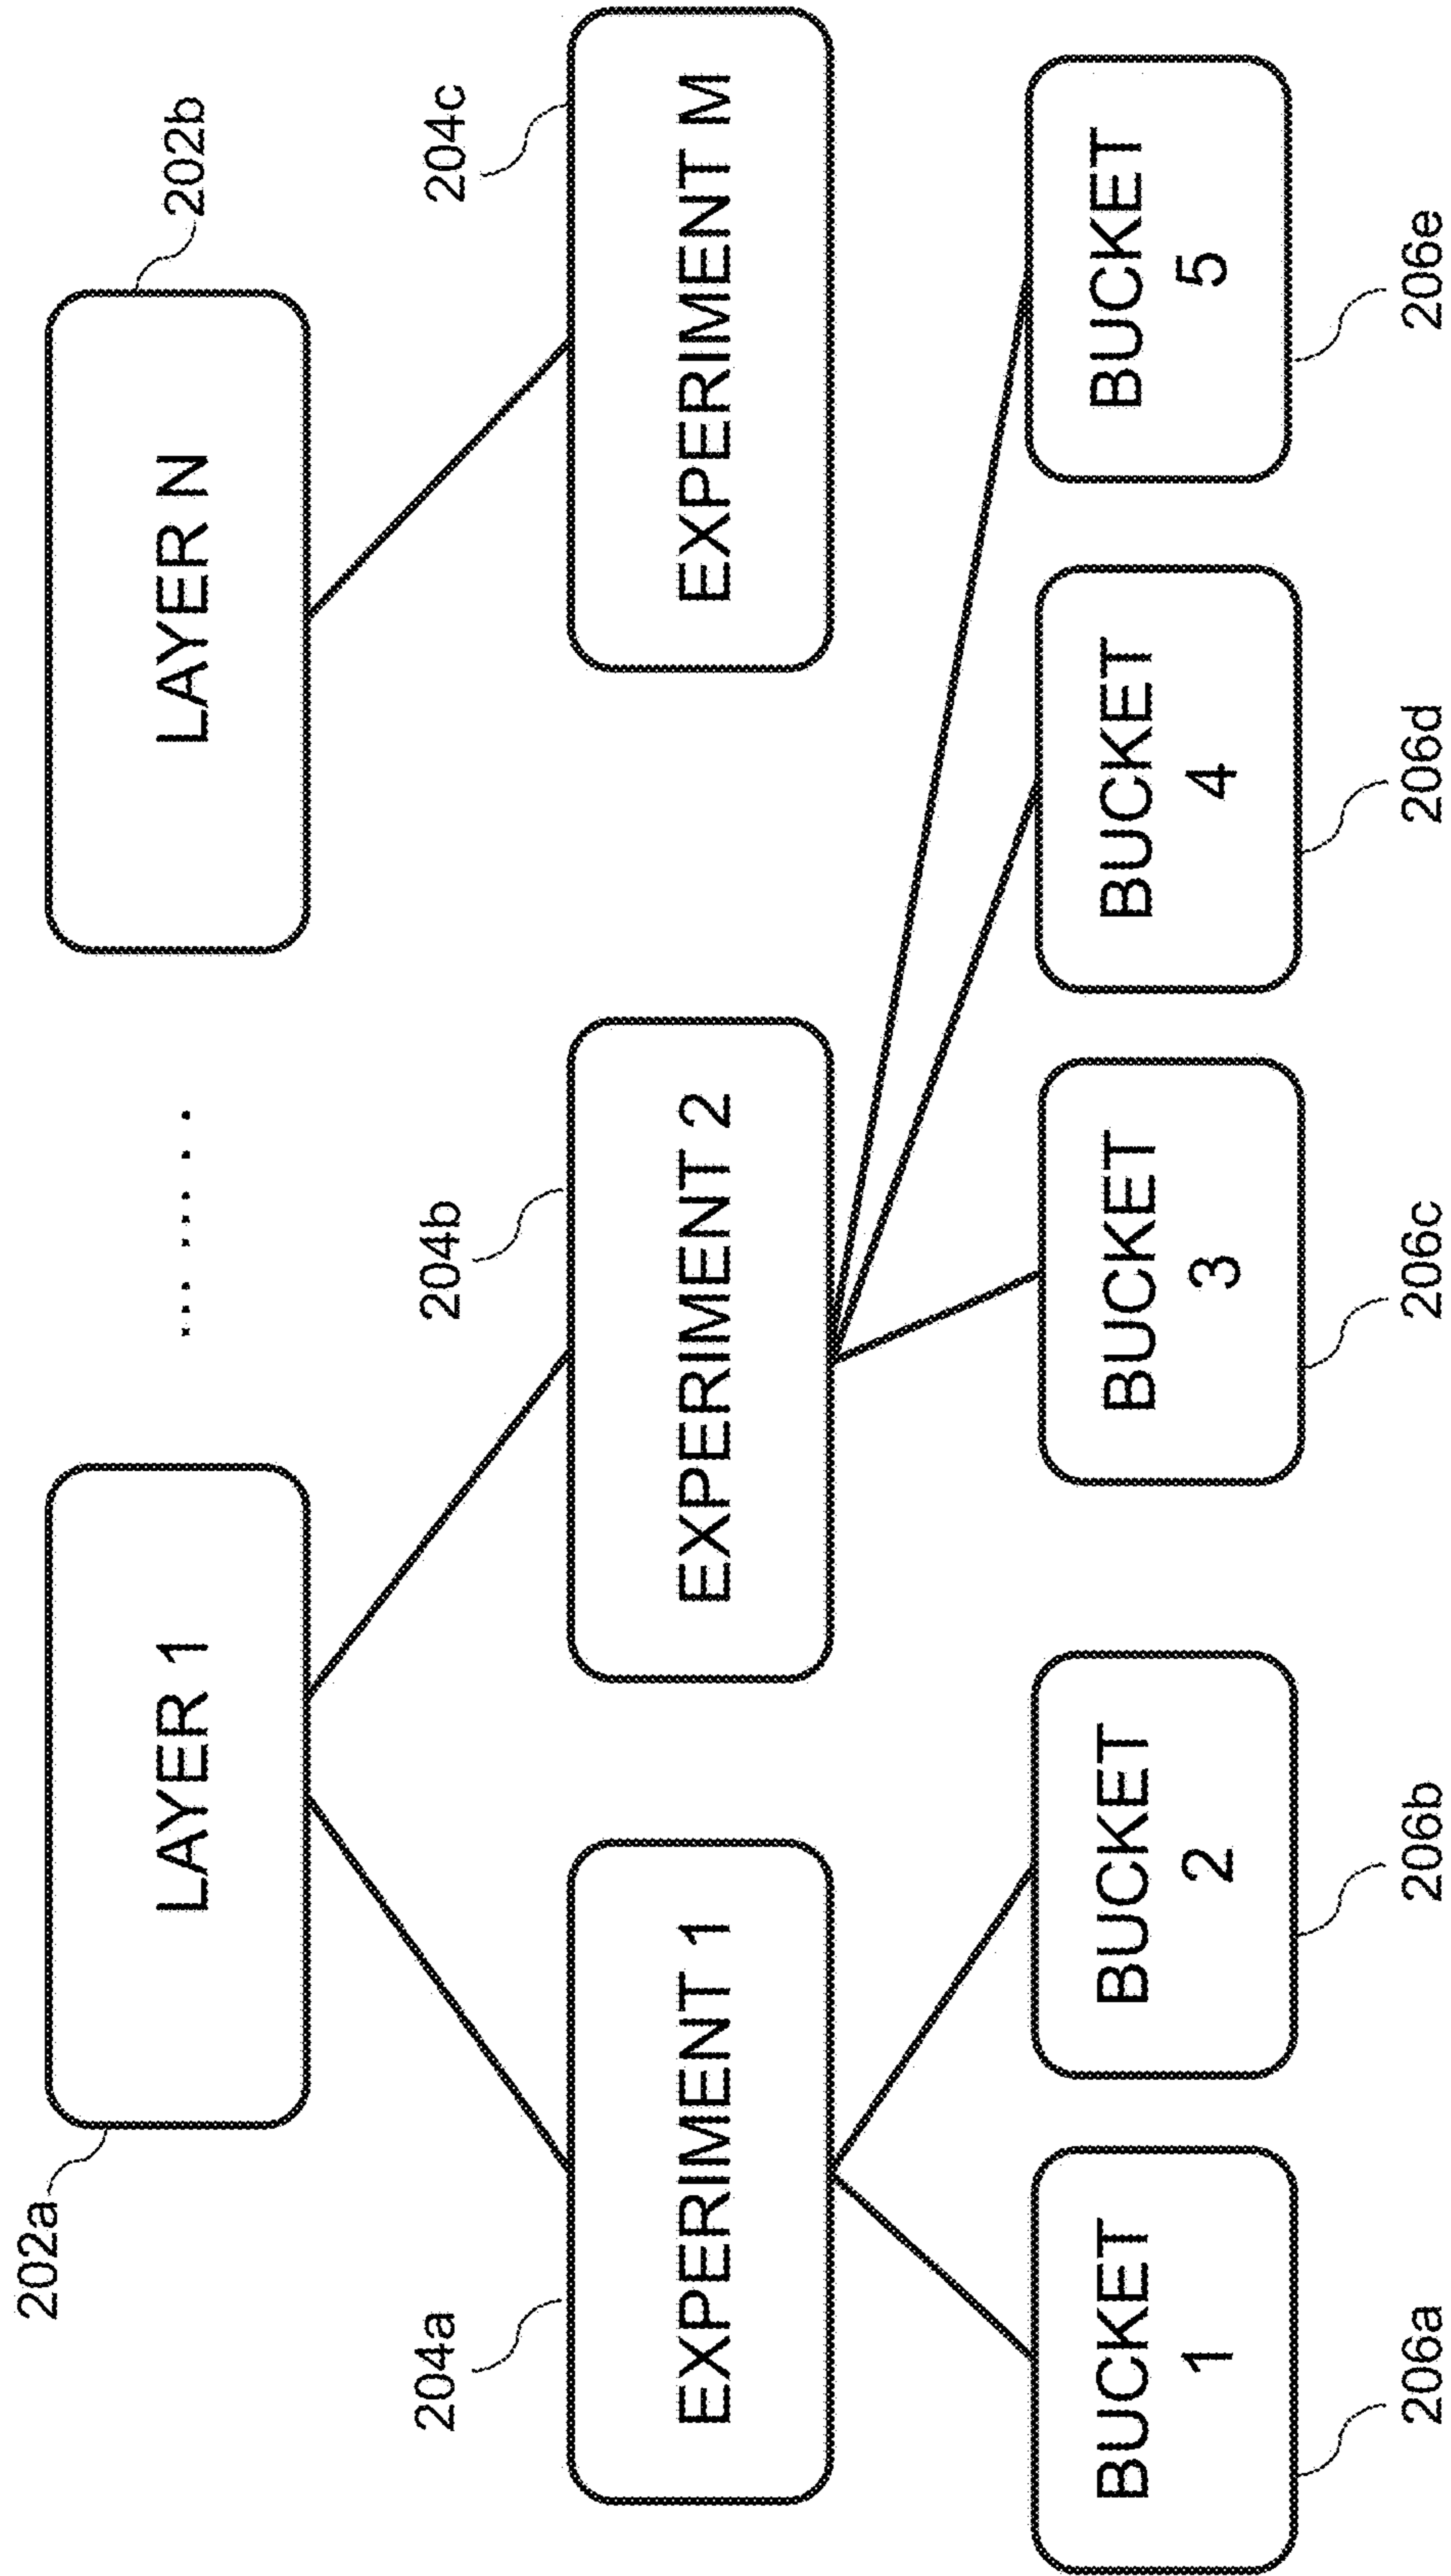 202a
LAYER 1
.......
LAYER N
202b
204a
EXPERIMENT 1
204b
EXPERIMENT 2
204c
EXPERIMENT M
BUCKET
1
BUCKET
2
BUCKET
3
BUCKET
4
BUCKET
5
206a
206b
206c
206d
206e